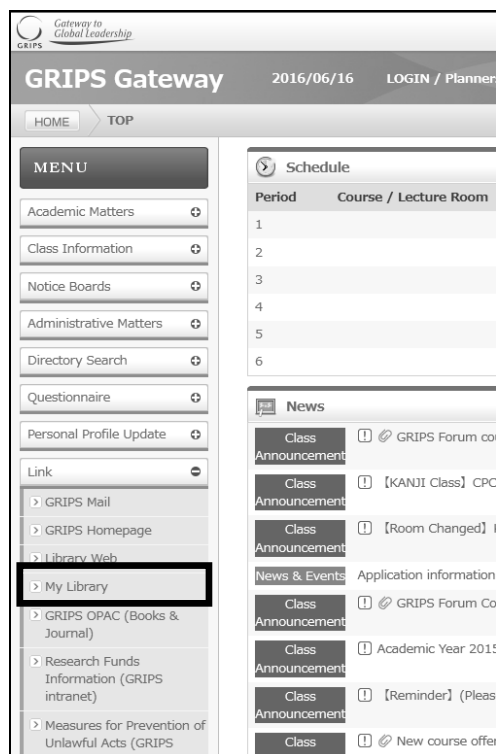 Gateway to
Global Leadership
GRIPS
GRIPS Gateway
2016/06/16 LOGIN / Planner
HOME TOP
MENU
Academic Matters
Class Information
Notice Boards
Administrative Matters
Directory Search
Questionnaire
Personal Profile Update
Link
GRIPS Mail
GRIPS Homepage
Library Web
My Library
GRIPS OPAC (Books &
Journal)
Research Funds
Information (GRIPS
intranet)
Measures for Prevention of
Unlawful Acts (GRIPS
Schedule
Period Course / Lecture Room
1
2
3
4
5
6
News
Class
Announcement
GRIPS Forum co
Class
Announcement
【KANJI Class】 CPC
Class
Announcement
【Room Changed】
News & Events Application information
Class
Announcement
GRIPS Forum Co
Class
Announcement
Academic Year 2015
Class
Announcement
【Reminder】 (Pleas
Class
New course offe